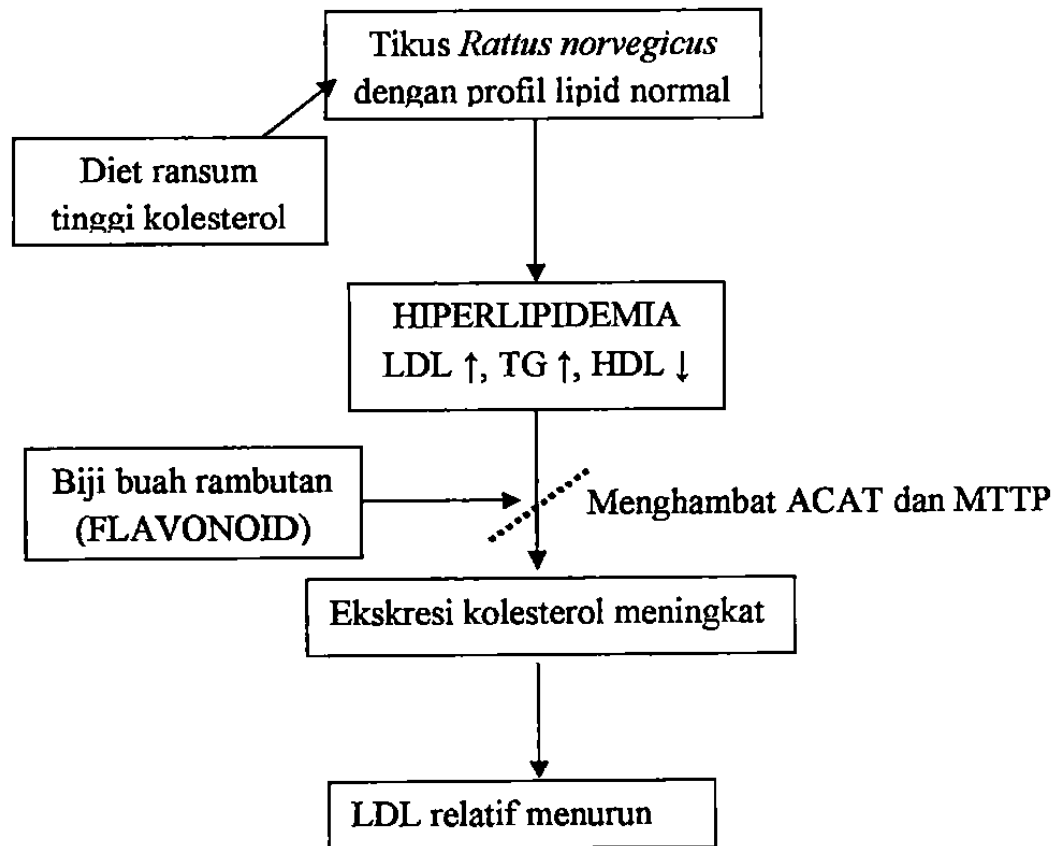 Tikus Rattus norvegicus
dengan profil lipid normal
Diet ransum
tinggi kolesterol
HIPERLIPIDEMIA
LDL ↑, TG ↑, HDL ↓
Biji buah rambutan
(FLAVONOID)
Menghambat ACAT dan MTTP
Ekskresi kolesterol meningkat
LDL relatif menurun